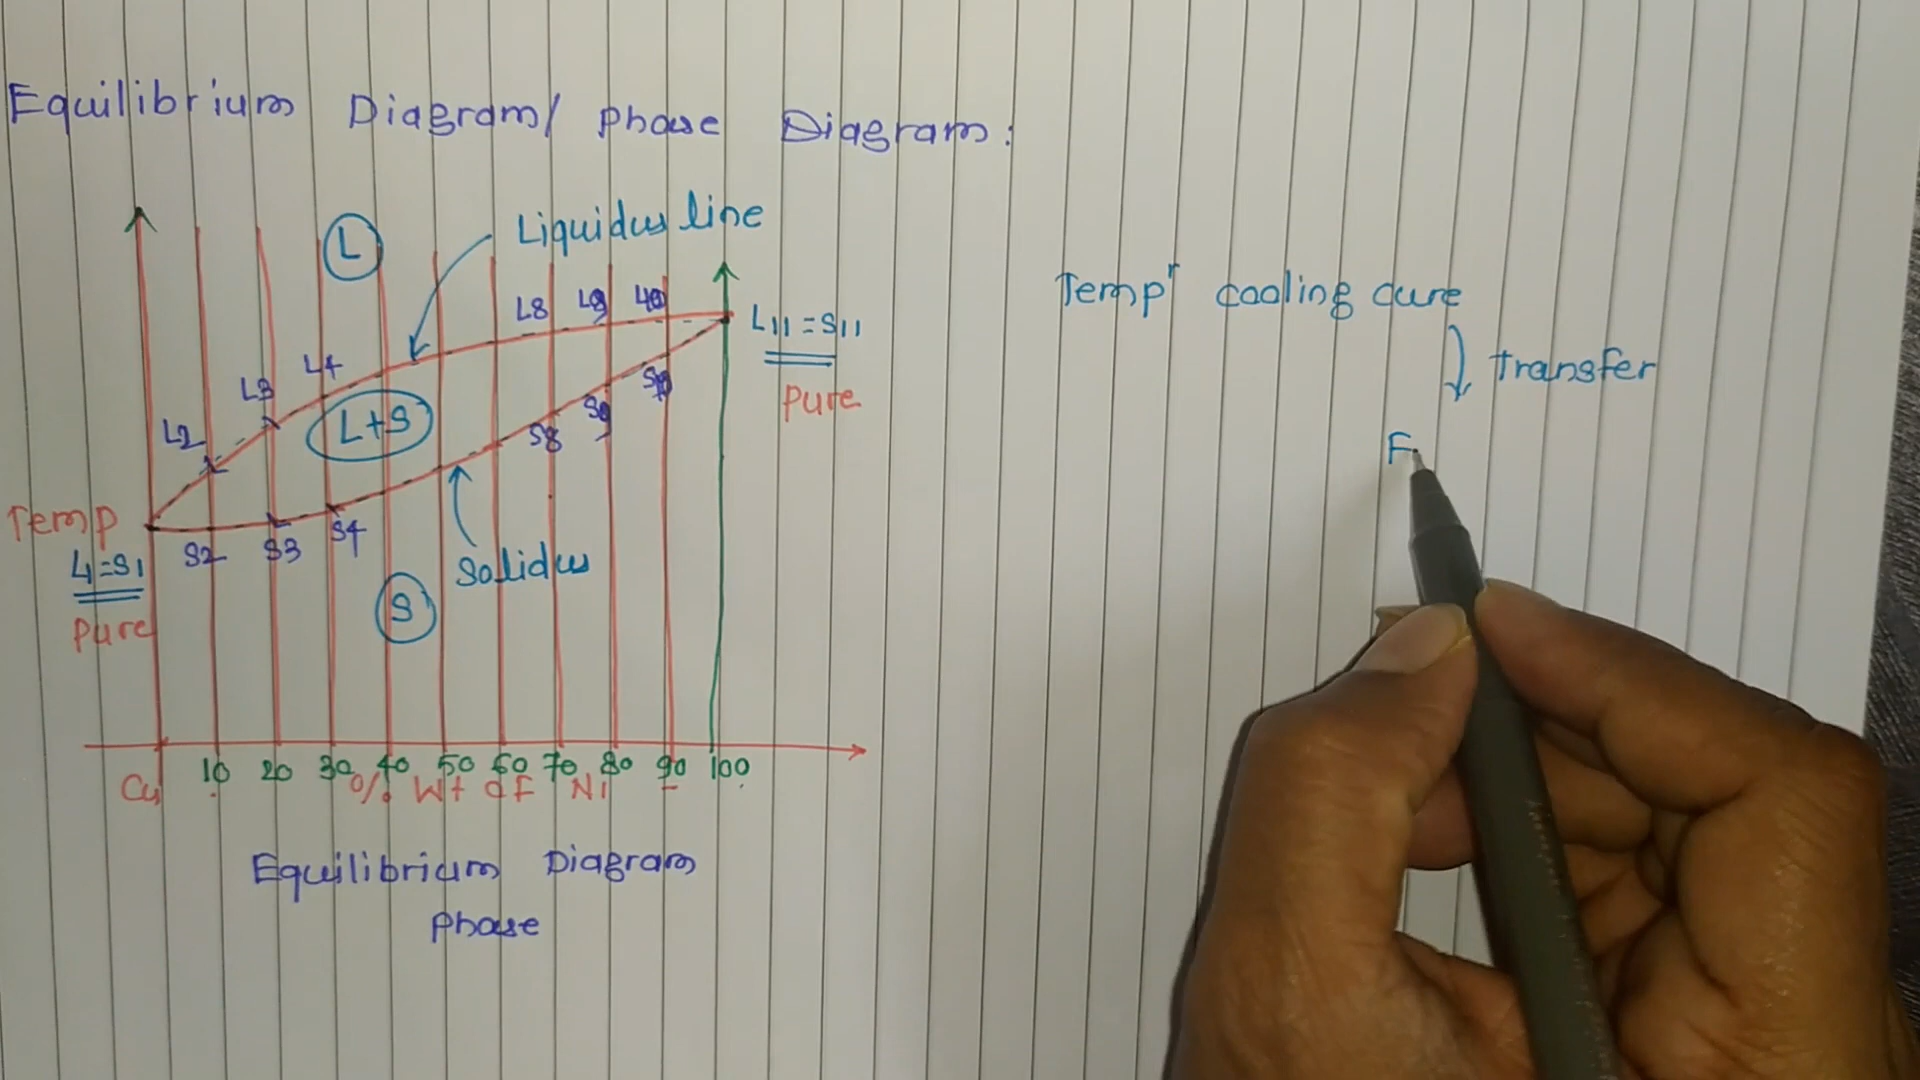 Equilibrium Diagram/ phase Diagram:
L
Liquidus line
L8 L9 L10
L11=S11
Pure
L4
L3
L2
L+S
S10
S9
S8
Temp
S2 S3 S4
L1=S1
Pure
Solidus
S
10 20 30 40 50 60 70 80 90 100
Cu % Wt of Ni
Equilibrium Diagram
phase
Tempr cooling cure
transfer
F